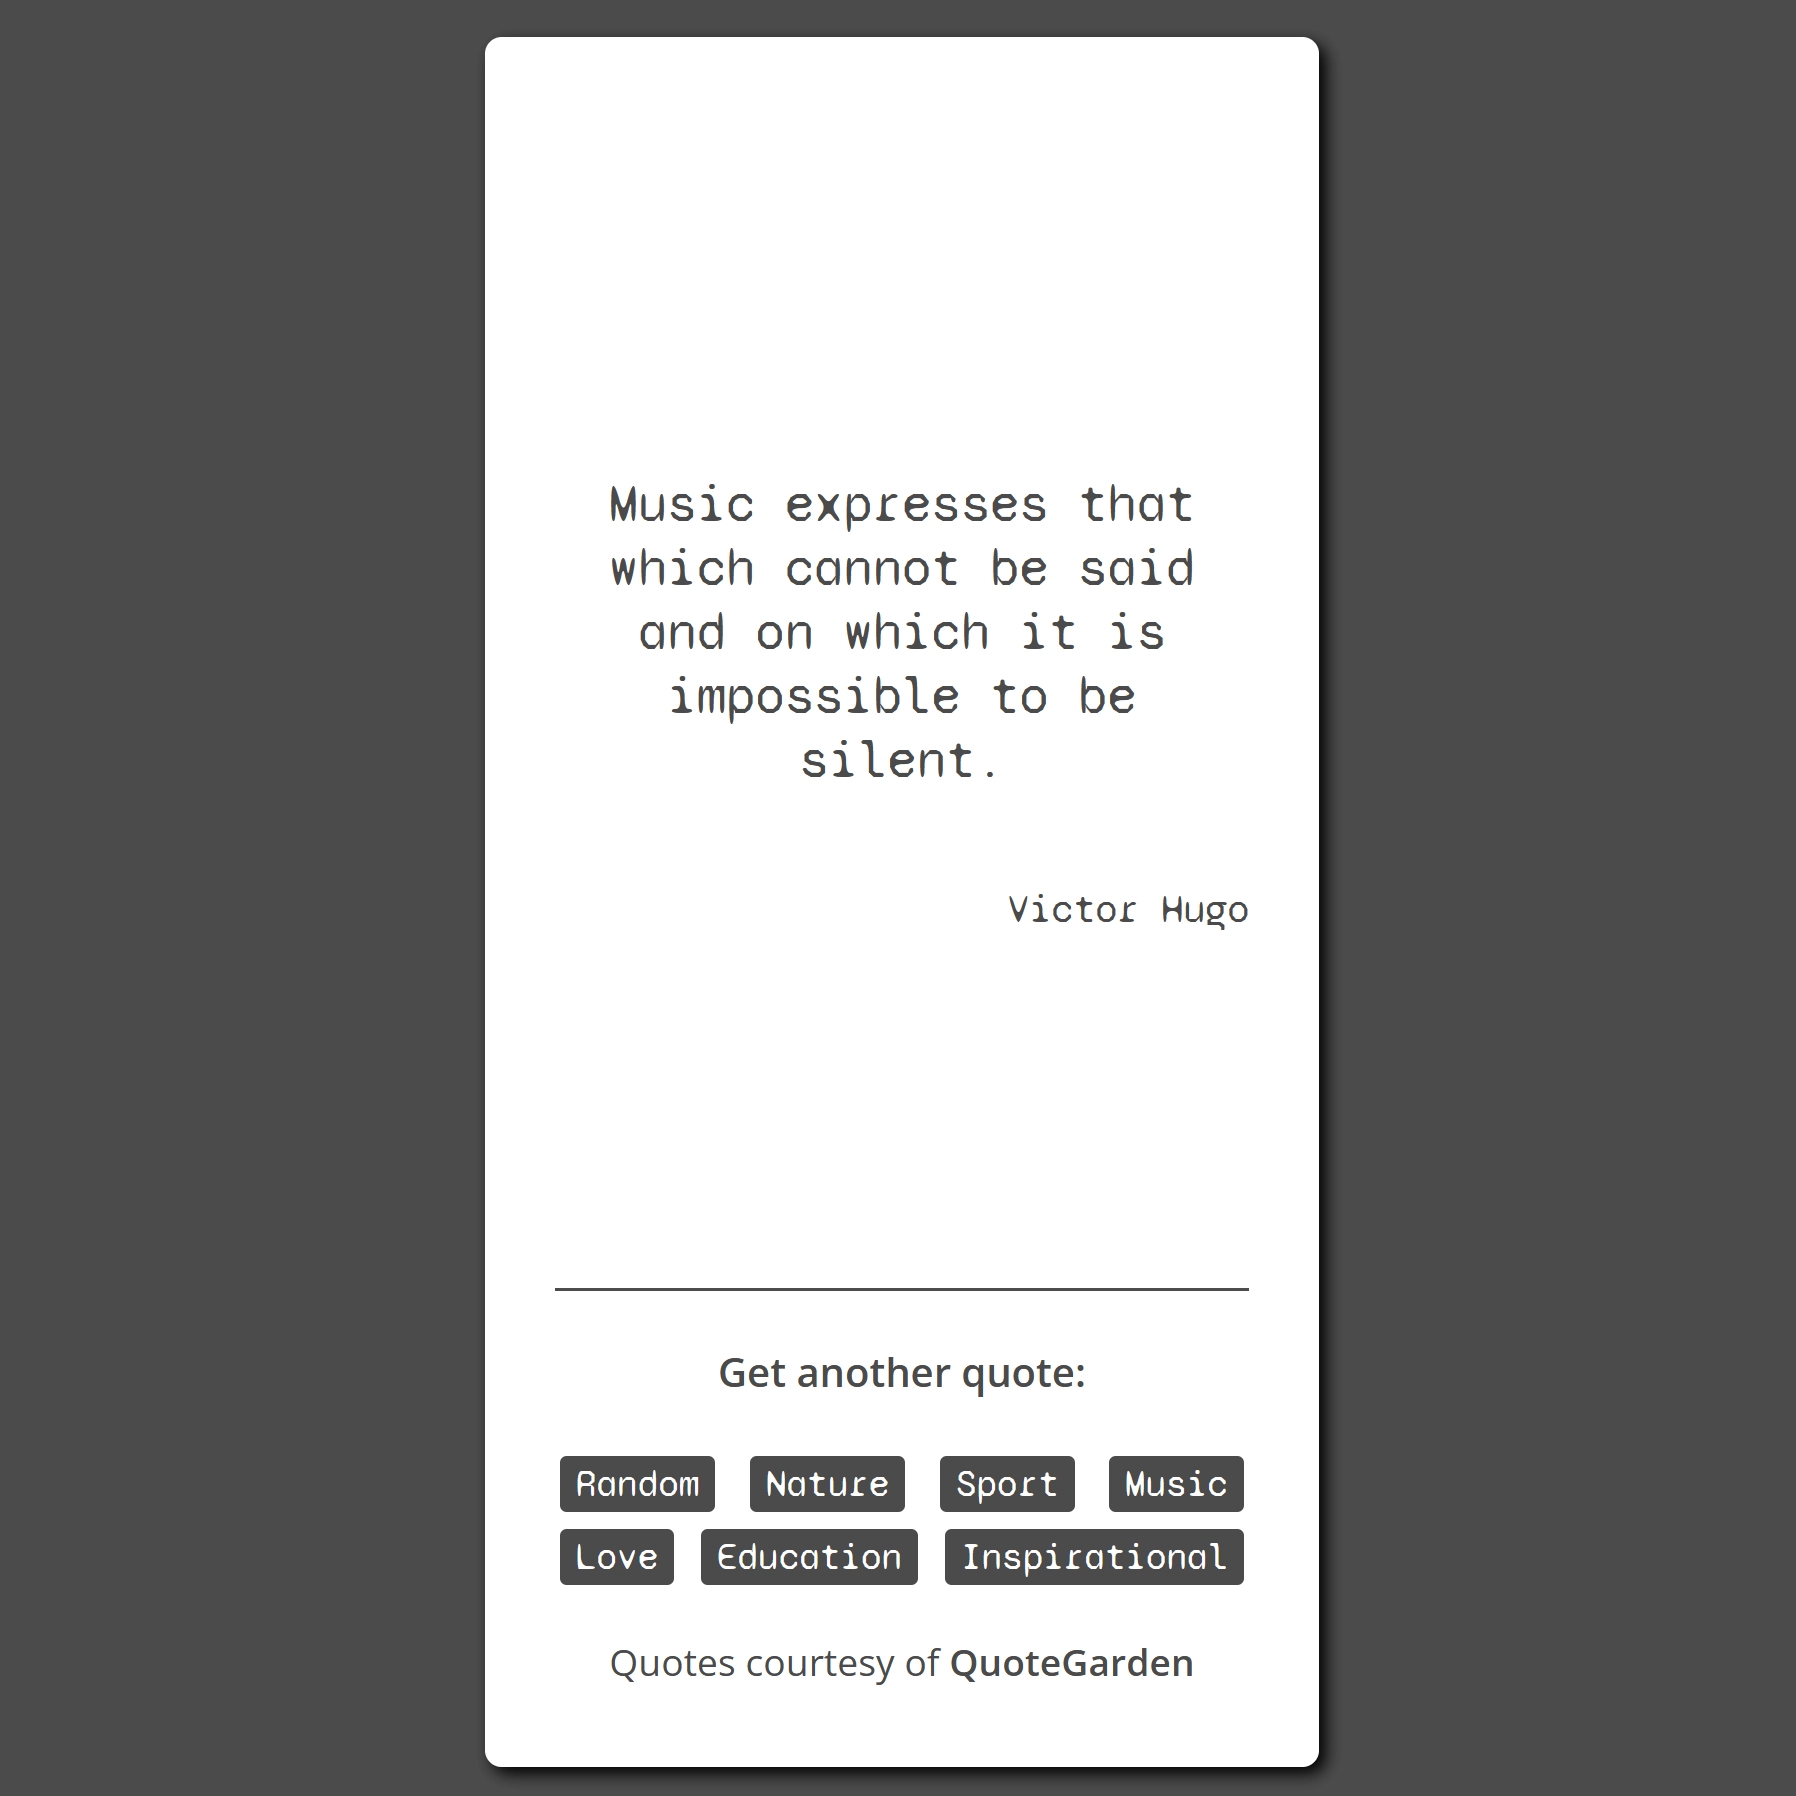 Music expresses that
which cannot be said
and on which it is
impossible to be
silent.
Victor Hugo
Get another quote:
Random Nature Sport Music
Love Education Inspirational
Quotes courtesy of QuoteGarden